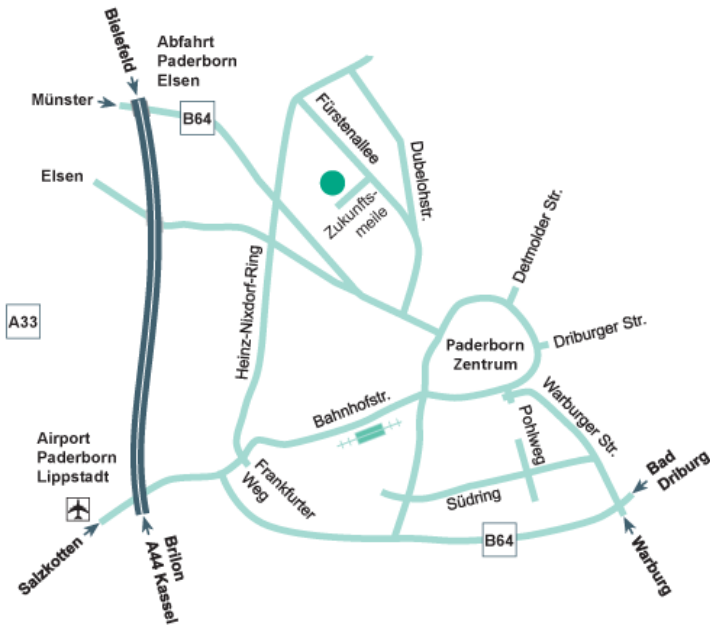 Bielefeld
Abfahrt
Paderborn
Elsen
Münster
B64
Fürstenallee
Dubelohstr.
Elsen
Zukunfts-
meile
Detmolder Str.
Heinz-Nixdorf-Ring
A33
Driburger Str.
Paderborn
Zentrum
Bahnhofstr.
Warburger Str.
Pohlweg
Airport
Paderborn
Lippstadt
Frankfurter
Weg
Bad
Driburg
Südring
B64
Salzkotten
Brilon
A44 Kassel
Warburg